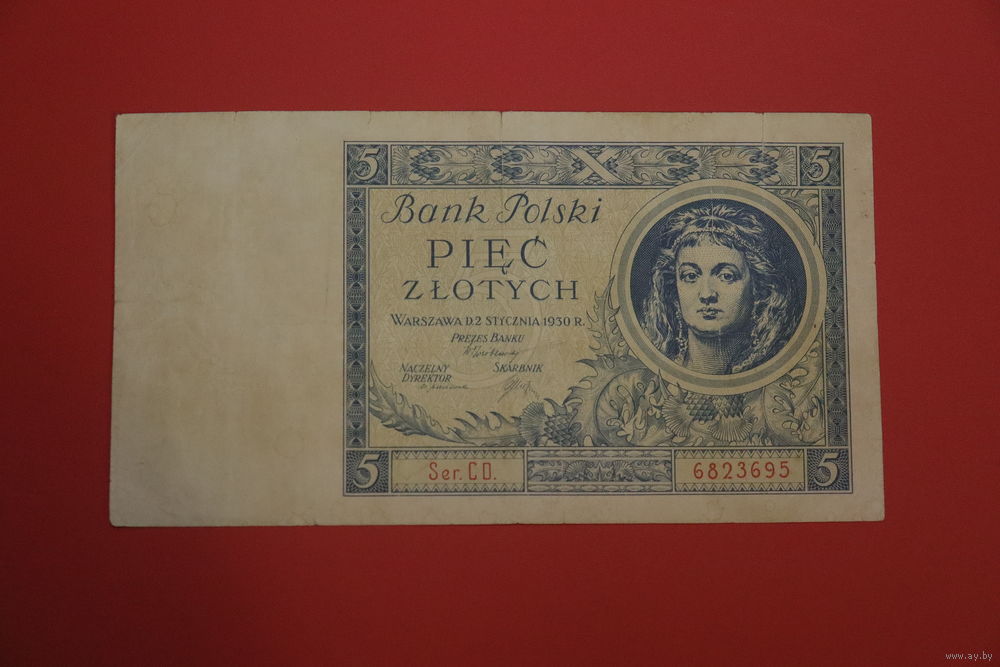 5 5
Bank Polski
PIĘĆ
ZŁOTYCH
WARSZAWA D.2 STYCZNIA 1930 R.
PREZES BANKU
NACZELNY DYREKTOR
SKARBNIK
5 Ser. CD. 6823695 5
www.ay.by